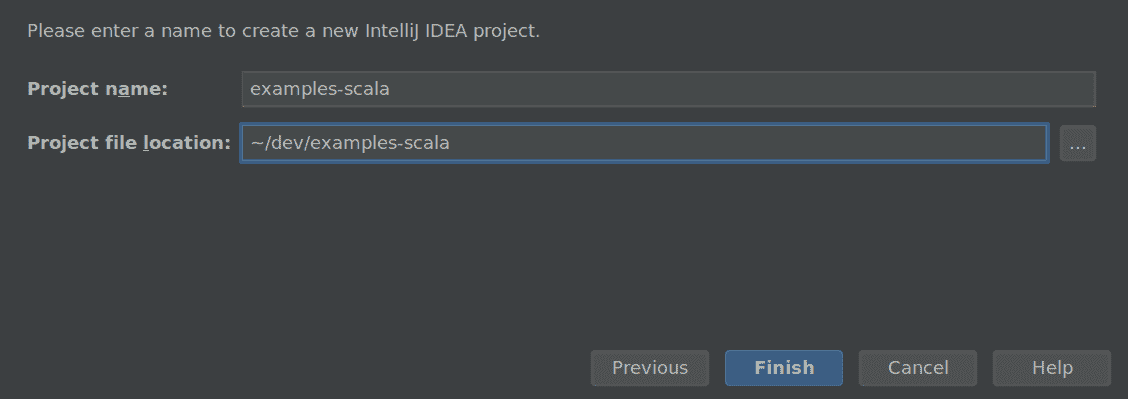 Please enter a name to create a new IntelliJ IDEA project.
Project name: examples-scala
Project file location: ~/dev/examples-scala ...
Previous Finish Cancel Help